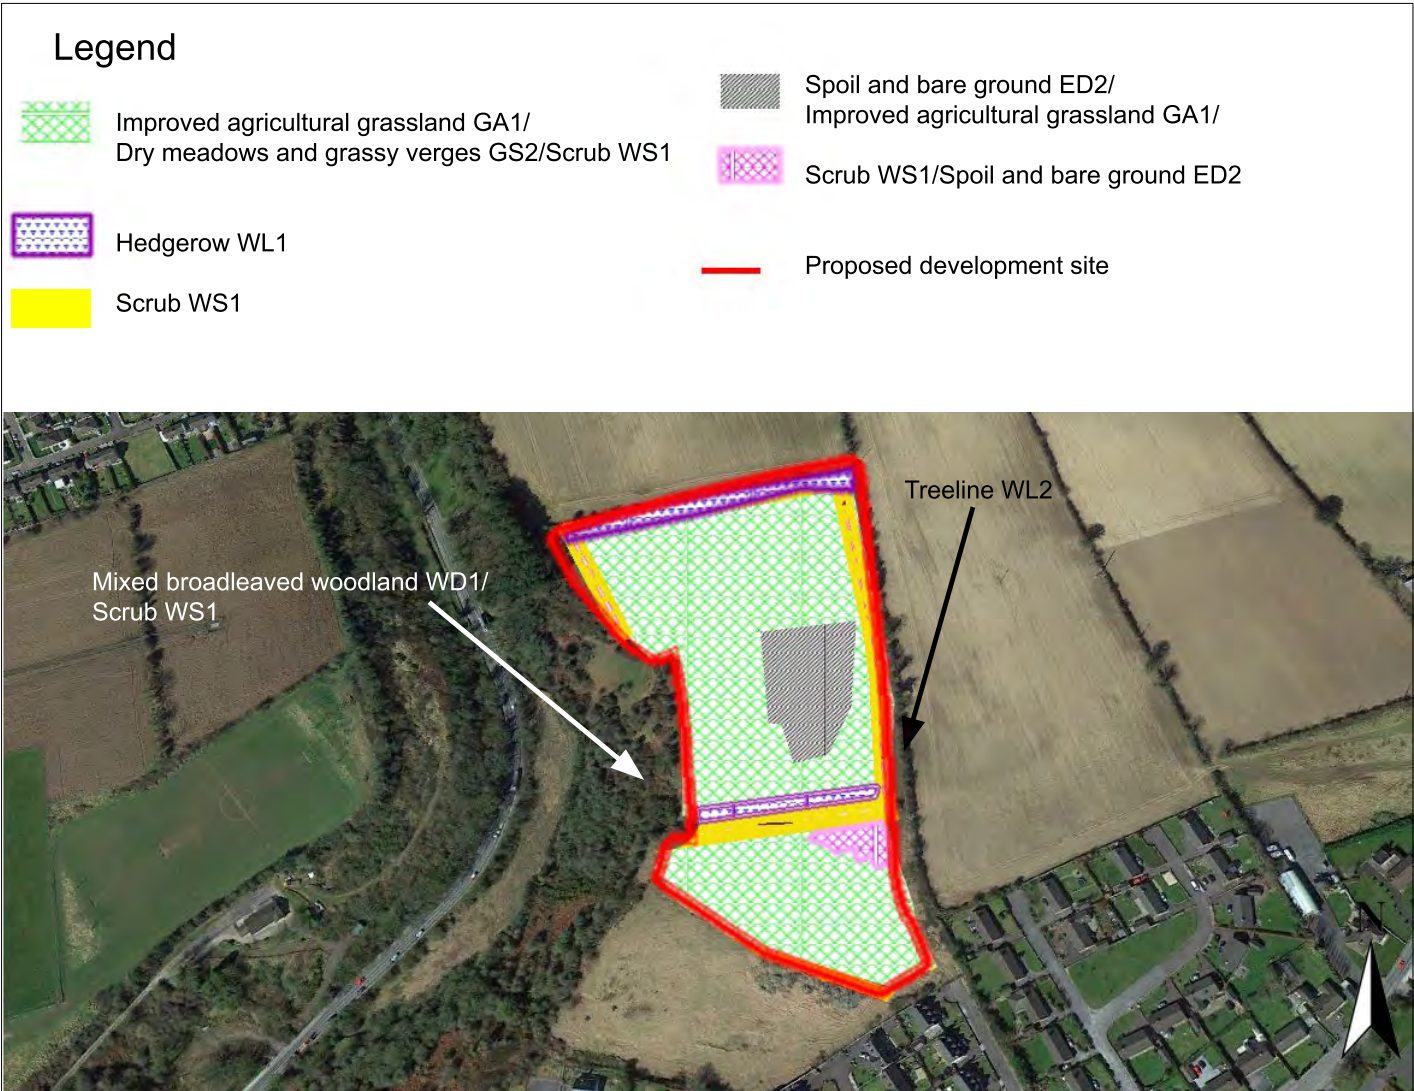 Legend
Improved agricultural grassland GA1/
Dry meadows and grassy verges GS2/Scrub WS1
Hedgerow WL1
Scrub WS1
Spoil and bare ground ED2/
Improved agricultural grassland GA1/
Scrub WS1/Spoil and bare ground ED2
Proposed development site
Treeline WL2
Mixed broadleaved woodland WD1/
Scrub WS1
N